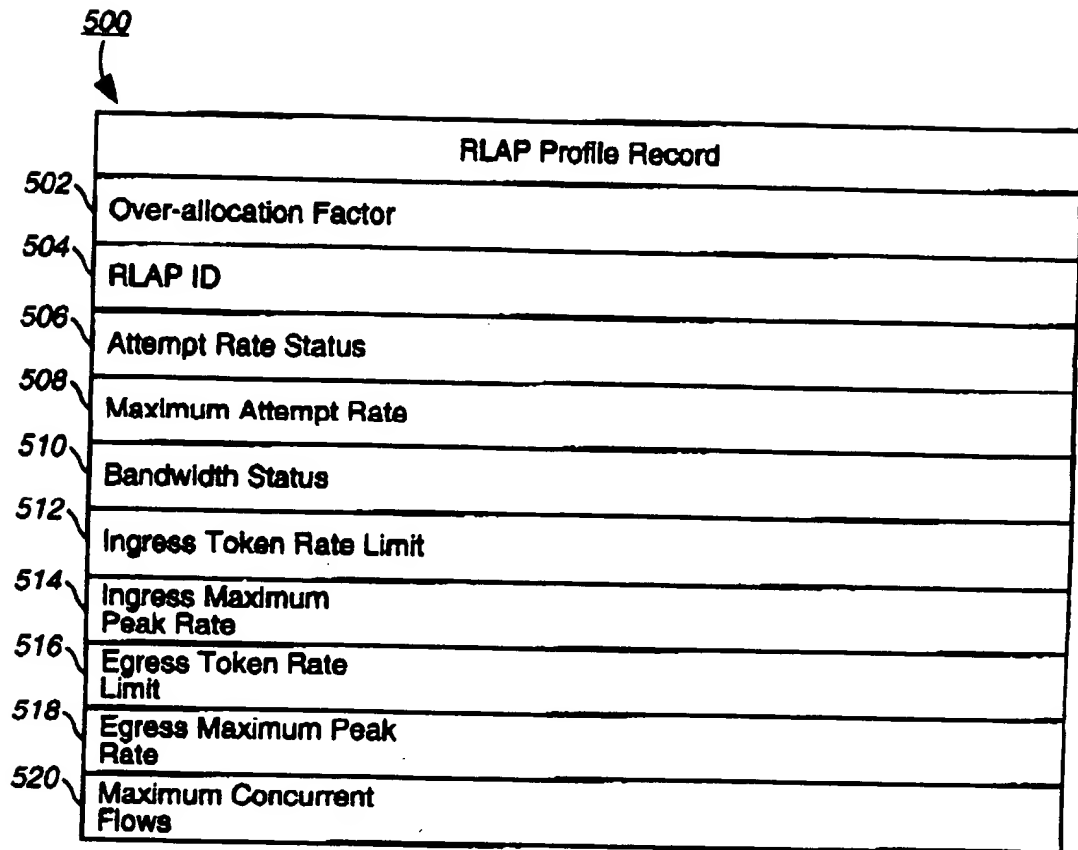 500
RLAP Profile Record
502
Over-allocation Factor
504
RLAP ID
506
Attempt Rate Status
508
Maximum Attempt Rate
510
Bandwidth Status
512
Ingress Token Rate Limit
514
Ingress Maximum
Peak Rate
516
Egress Token Rate
Limit
518
Egress Maximum Peak
Rate
520
Maximum Concurrent
Flows